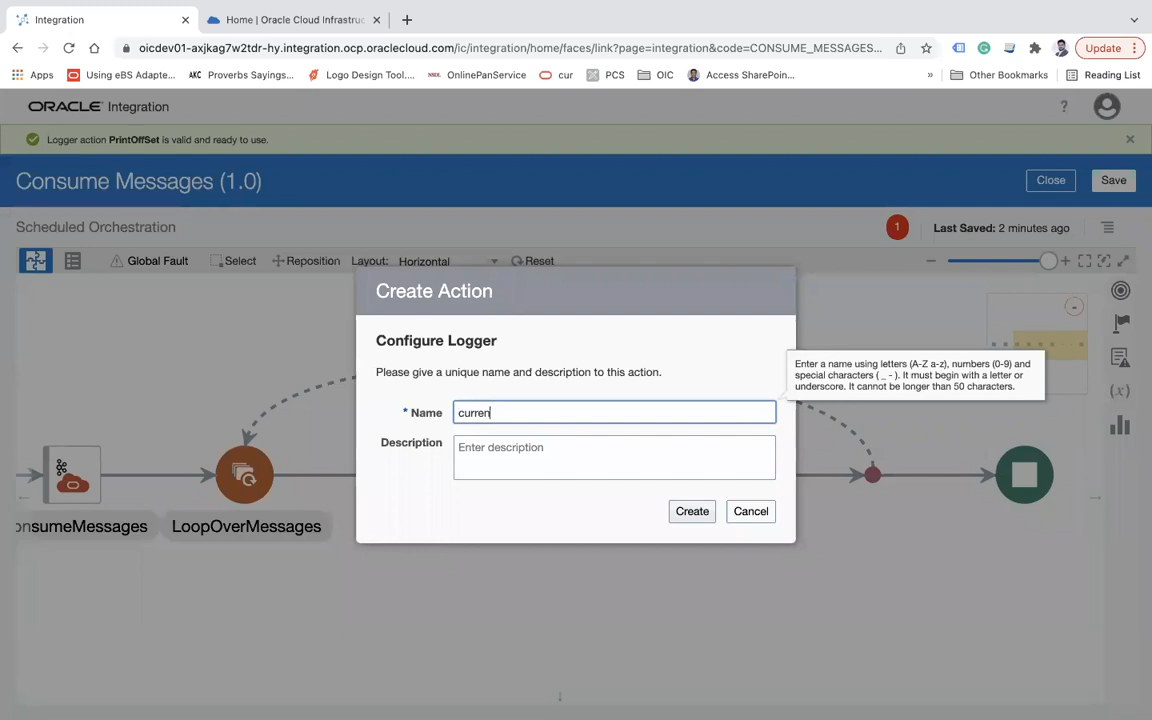 Integration
Home | Oracle Cloud Infrastruc
oicdev01-axjkag7w2tdr-hy.integration.ocp.oraclecloud.com/ic/integration/home/faces/link?page=integration&code=CONSUME_MESSAGES...
Update
Apps
Using eBS Adapte...
AKC
Proverbs Sayings...
Logo Design Tool....
OnlinePanService
cur
PCS
OIC
Access SharePoin...
»
Other Bookmarks
Reading List
ORACLE Integration
?
Logger action PrintOffSet is valid and ready to use.
Consume Messages (1.0)
Close
Save
Scheduled Orchestration
1
Last Saved: 2 minutes ago
Global Fault
Select
Reposition
Layout:
Horizontal
Reset
Create Action
Configure Logger
Please give a unique name and description to this action.
Enter a name using letters (A-Z a-z), numbers (0-9) and
special characters ( _ - ). It must begin with a letter or
underscore. It cannot be longer than 50 characters.
* Name
curren
Description
Enter description
(x)
Create
Cancel
onsumeMessages
LoopOverMessages